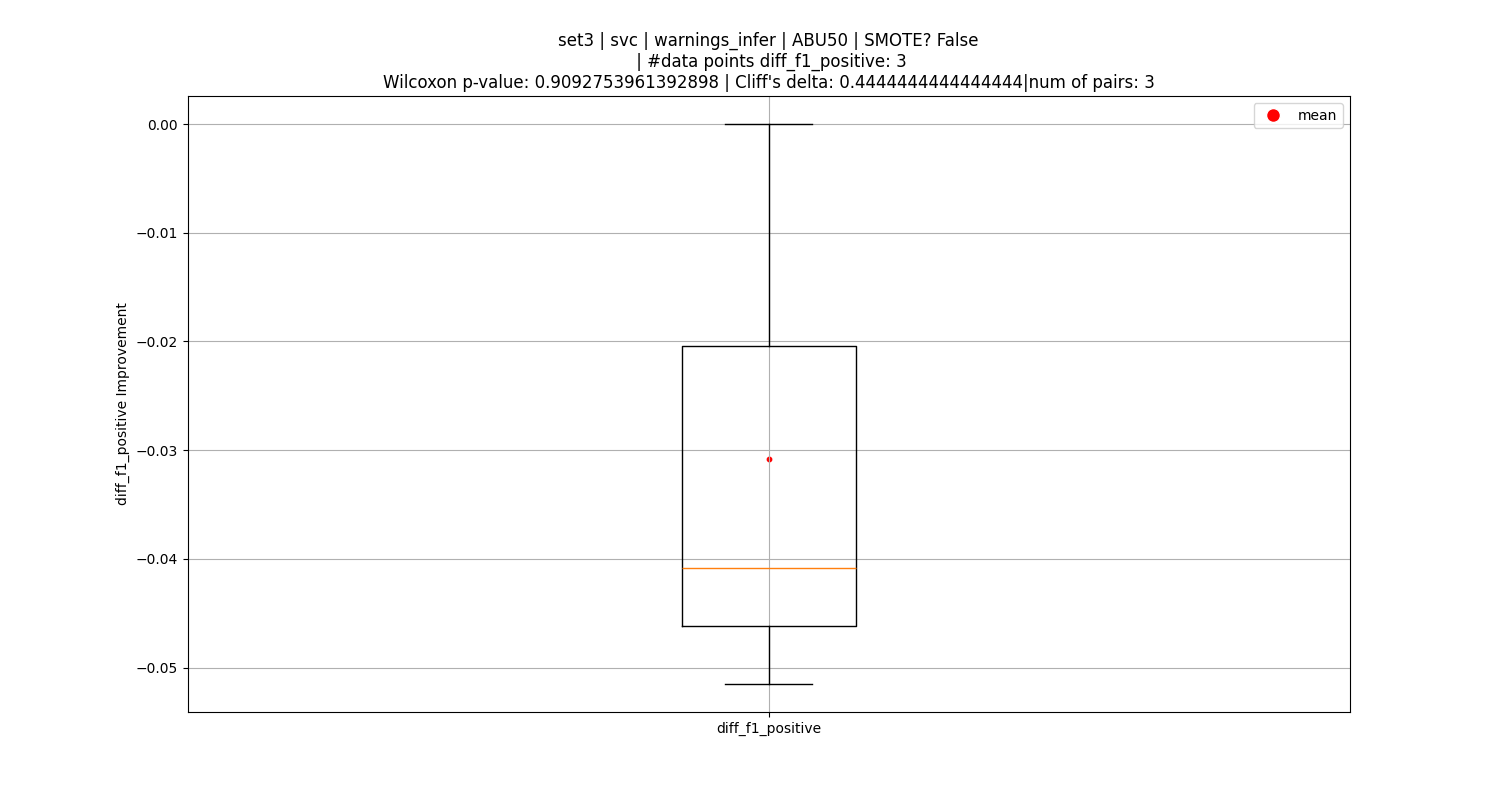 set3 | svc | warnings_infer | ABU50 | SMOTE? False
| #data points diff_f1_positive: 3
Wilcoxon p-value: 0.9092753961392898 | Cliff's delta: 0.4444444444444444|num of pairs: 3
mean
0.00
−0.01
−0.02
−0.03
−0.04
−0.05
diff_f1_positive Improvement
diff_f1_positive